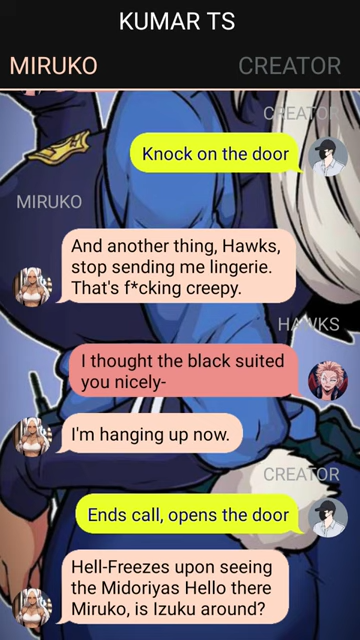 KUMAR TS
MIRUKO
CREATOR
CREATOR
Knock on the door
MIRUKO
And another thing, Hawks,
stop sending me lingerie.
That's f*cking creepy.
HAWKS
I thought the black suited
you nicely-
I'm hanging up now.
CREATOR
Ends call, opens the door
Hell-Freezes upon seeing
the Midoriyas Hello there
Miruko, is Izuku around?